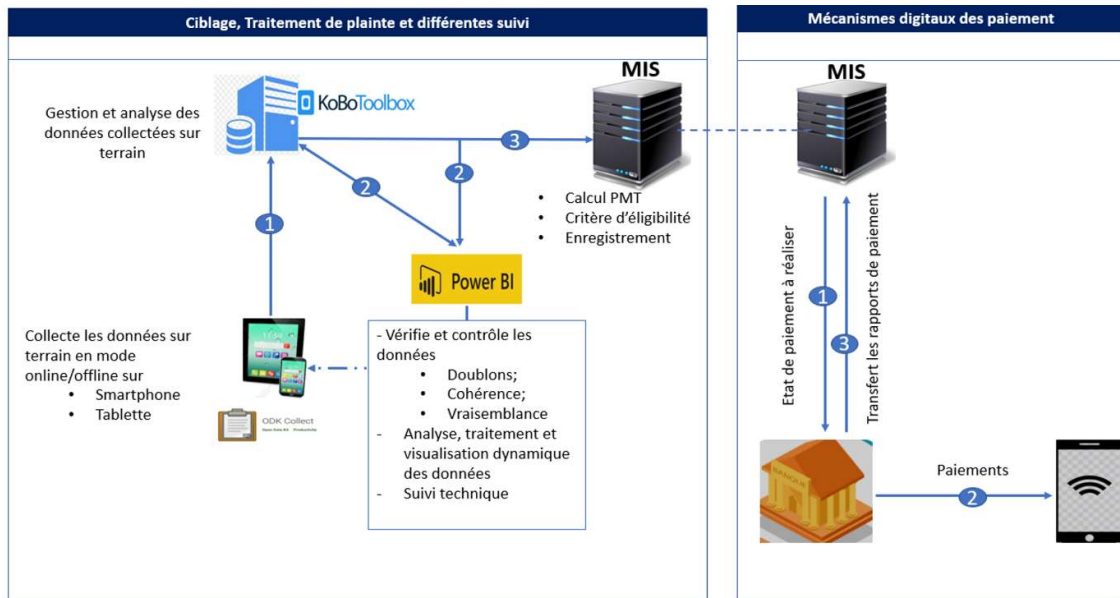 Ciblage, Traitement de plainte et différentes suivi
Gestion et analyse des
données collectées sur
terrain
KoBoToolbox
MIS
3
2
2
1
• Calcul PMT
• Critère d'éligibilité
• Enregistrement
Power BI
Collecte les données sur
terrain en mode
online/offline sur
• Smartphone
• Tablette
ODK Collect
- Vérifie et contrôle les
données
• Doublons;
• Cohérence;
• Vraisemblance
- Analyse, traitement et
visualisation dynamique
des données
- Suivi technique
Mécanismes digitaux des paiement
MIS
Etat de paiement à réaliser
1
3
Transfert les rapports de paiement
BANQUE
Paiements
2